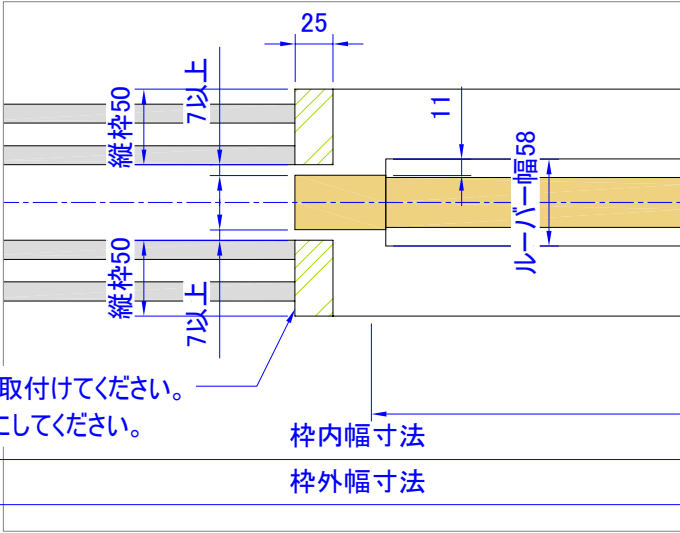 25
縦枠50
7以上
11
ルーバー幅58
縦枠50
7以上
取付けてください。
にしてください。
枠内幅寸法
枠外幅寸法